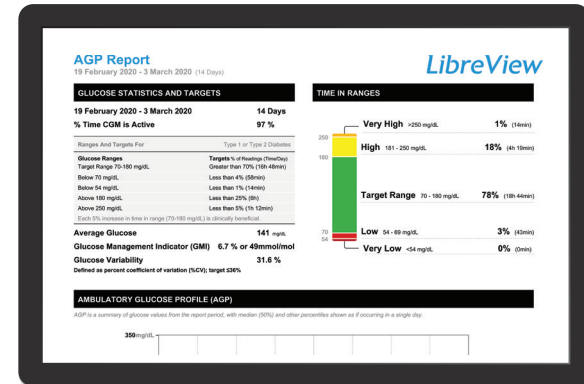 AGP Report
LibreView
19 February 2020 - 3 March 2020 (14 Days)
GLUCOSE STATISTICS AND TARGETS
19 February 2020 - 3 March 2020 14 Days
% Time CGM is Active 97 %
Ranges And Targets For Type 1 or Type 2 Diabetes
Glucose Ranges Targets % of Readings (Time/Day)
Target Range 70-180 mg/dL Greater than 70% (16h 48min)
Below 70 mg/dL Less than 4% (58min)
Below 54 mg/dL Less than 1% (14min)
Above 180 mg/dL Less than 25% (6h)
Above 250 mg/dL Less than 5% (1h 12min)
Each 5% increase in time in range (70-180 mg/dL) is clinically beneficial.
Average Glucose 141 mg/dL
Glucose Management Indicator (GMI) 6.7 % or 49mmol/mol
Glucose Variability 31.6 %
Defined as percent coefficient of variation (%CV); target ≤36%
TIME IN RANGES
Very High >250 mg/dL 1% (14min)
250
High 181 - 250 mg/dL 18% (4h 19min)
180
Target Range 70 - 180 mg/dL 78% (18h 44min)
70
Low 54 - 69 mg/dL 3% (43min)
54
Very Low <54 mg/dL 0% (0min)
AMBULATORY GLUCOSE PROFILE (AGP)
AGP is a summary of glucose values from the report period, with median (50%) and other percentiles shown as if occurring in a single day.
350mg/dL